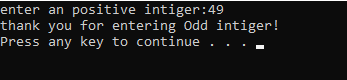 enter an positive intiger:49
thank you for entering Odd intiger!
Press any key to continue . . .